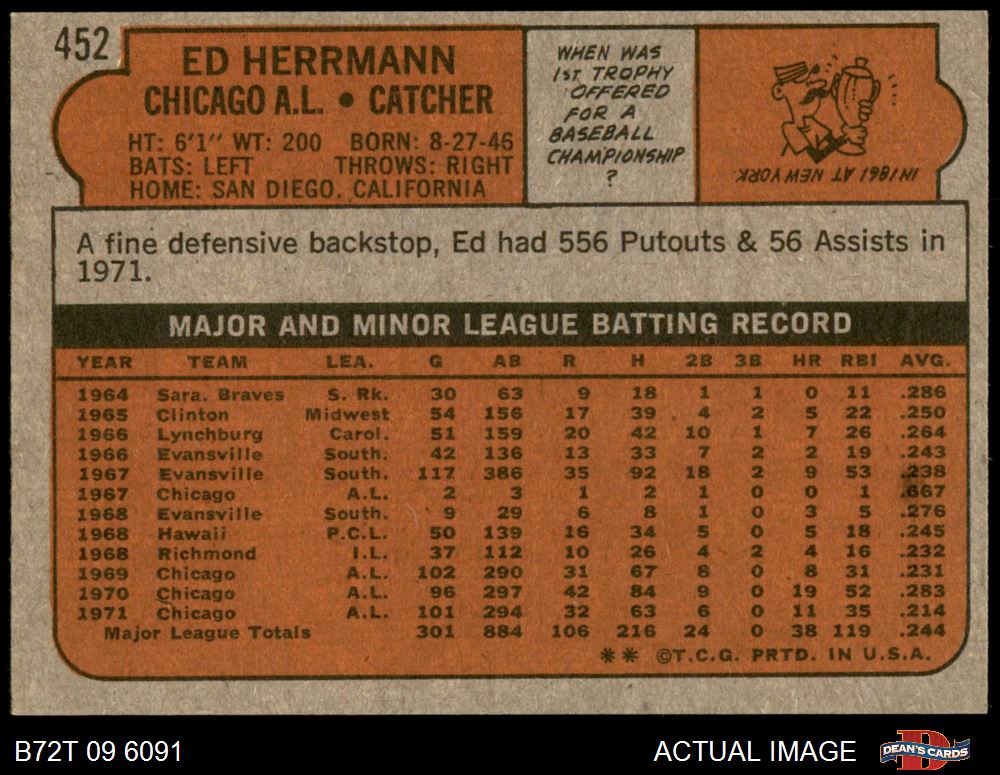 452
ED HERRMANN
CHICAGO A.L. • CATCHER
HT: 6'1" WT: 200 BORN: 8-27-46
BATS: LEFT THROWS: RIGHT
HOME: SAN DIEGO, CALIFORNIA
WHEN WAS
1ST TROPHY
OFFERED
FOR A
BASEBALL
CHAMPIONSHIP
?
IN 1861 AT NEW YORK.
A fine defensive backstop, Ed had 556 Putouts & 56 Assists in
1971.
MAJOR AND MINOR LEAGUE BATTING RECORD
YEAR TEAM LEA. G AB R H 2B 3B HR RBI AVG.
1964 Sara. Braves S. Rk. 30 63 9 18 1 1 0 11 .286
1965 Clinton Midwest 54 156 17 39 4 2 5 22 .250
1966 Lynchburg Carol. 51 159 20 42 10 1 7 26 .264
1966 Evansville South. 42 136 13 33 7 2 2 19 .243
1967 Evansville South. 117 386 35 92 18 2 9 53 .238
1967 Chicago A.L. 2 3 1 2 1 0 0 1 .667
1968 Evansville South. 9 29 6 8 1 0 3 5 .276
1968 Hawaii P.C.L. 50 139 16 34 5 0 5 18 .245
1968 Richmond I.L. 37 112 10 26 4 2 4 16 .232
1969 Chicago A.L. 102 290 31 67 8 0 8 31 .231
1970 Chicago A.L. 96 297 42 84 9 0 19 52 .283
1971 Chicago A.L. 101 294 32 63 6 0 11 35 .214
Major League Totals 301 884 106 216 24 0 38 119 .244
** ©T.C.G. PRTD. IN U.S.A.
B72T 09 6091 ACTUAL IMAGE
D
DEAN'S CARDS